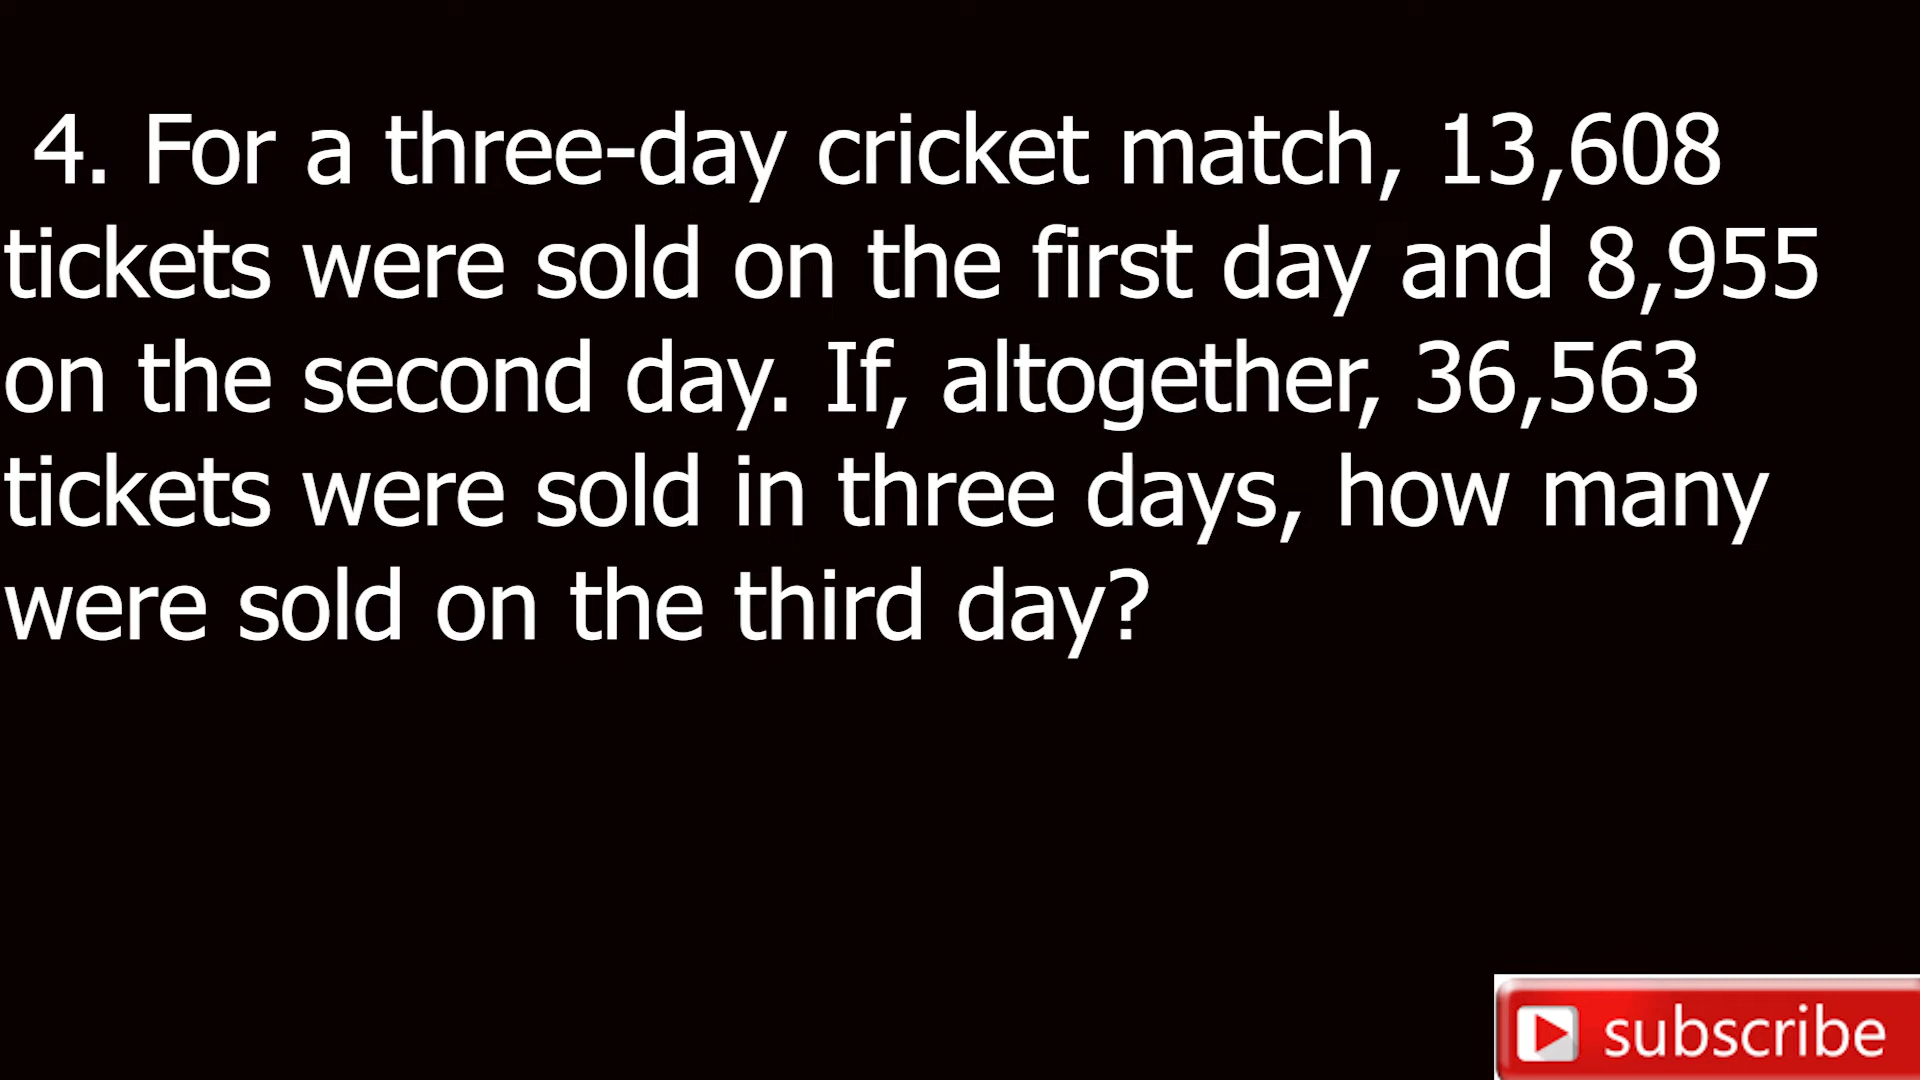 4. For a three-day cricket match, 13,608
tickets were sold on the first day and 8,955
on the second day. If, altogether, 36,563
tickets were sold in three days, how many
were sold on the third day?
subscribe